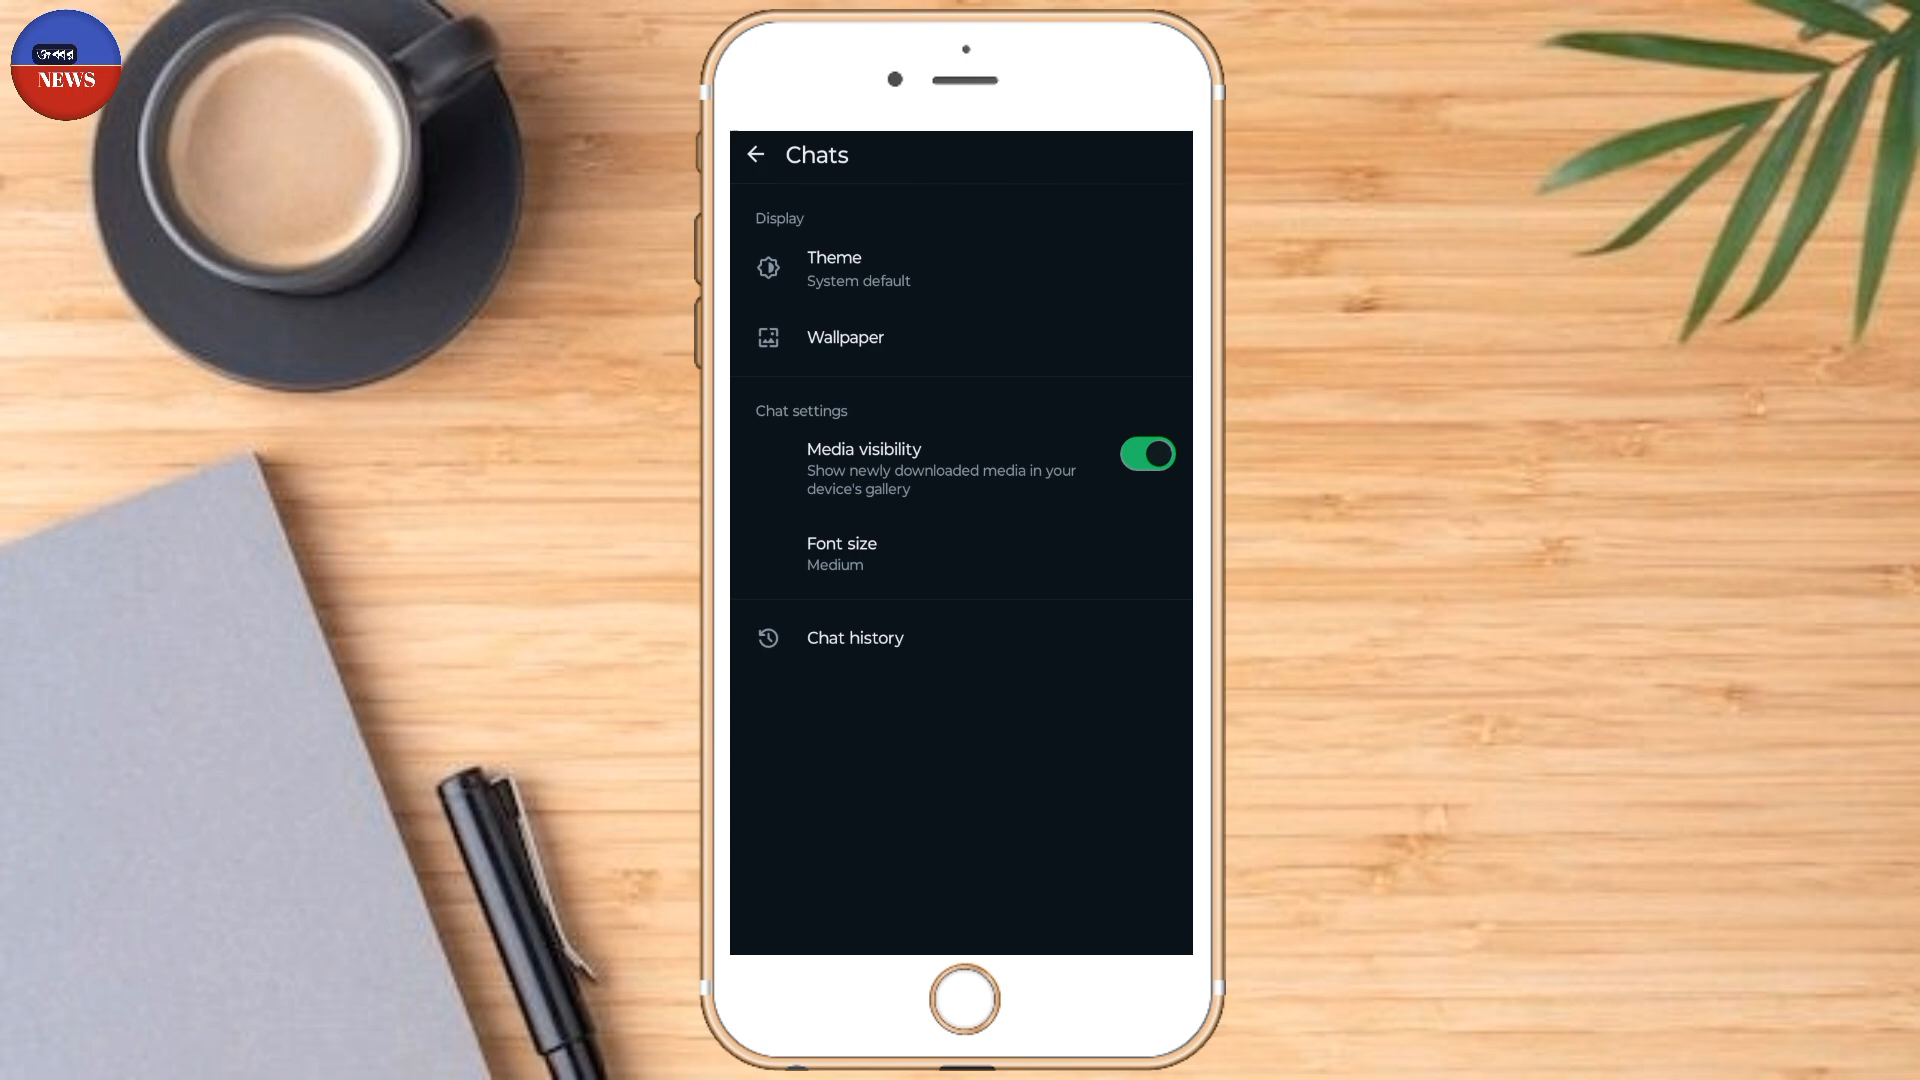 NEWS
Chats
Display
Theme
System default
Wallpaper
Chat settings
Media visibility
Show newly downloaded media in your
device's gallery
Font size
Medium
Chat history